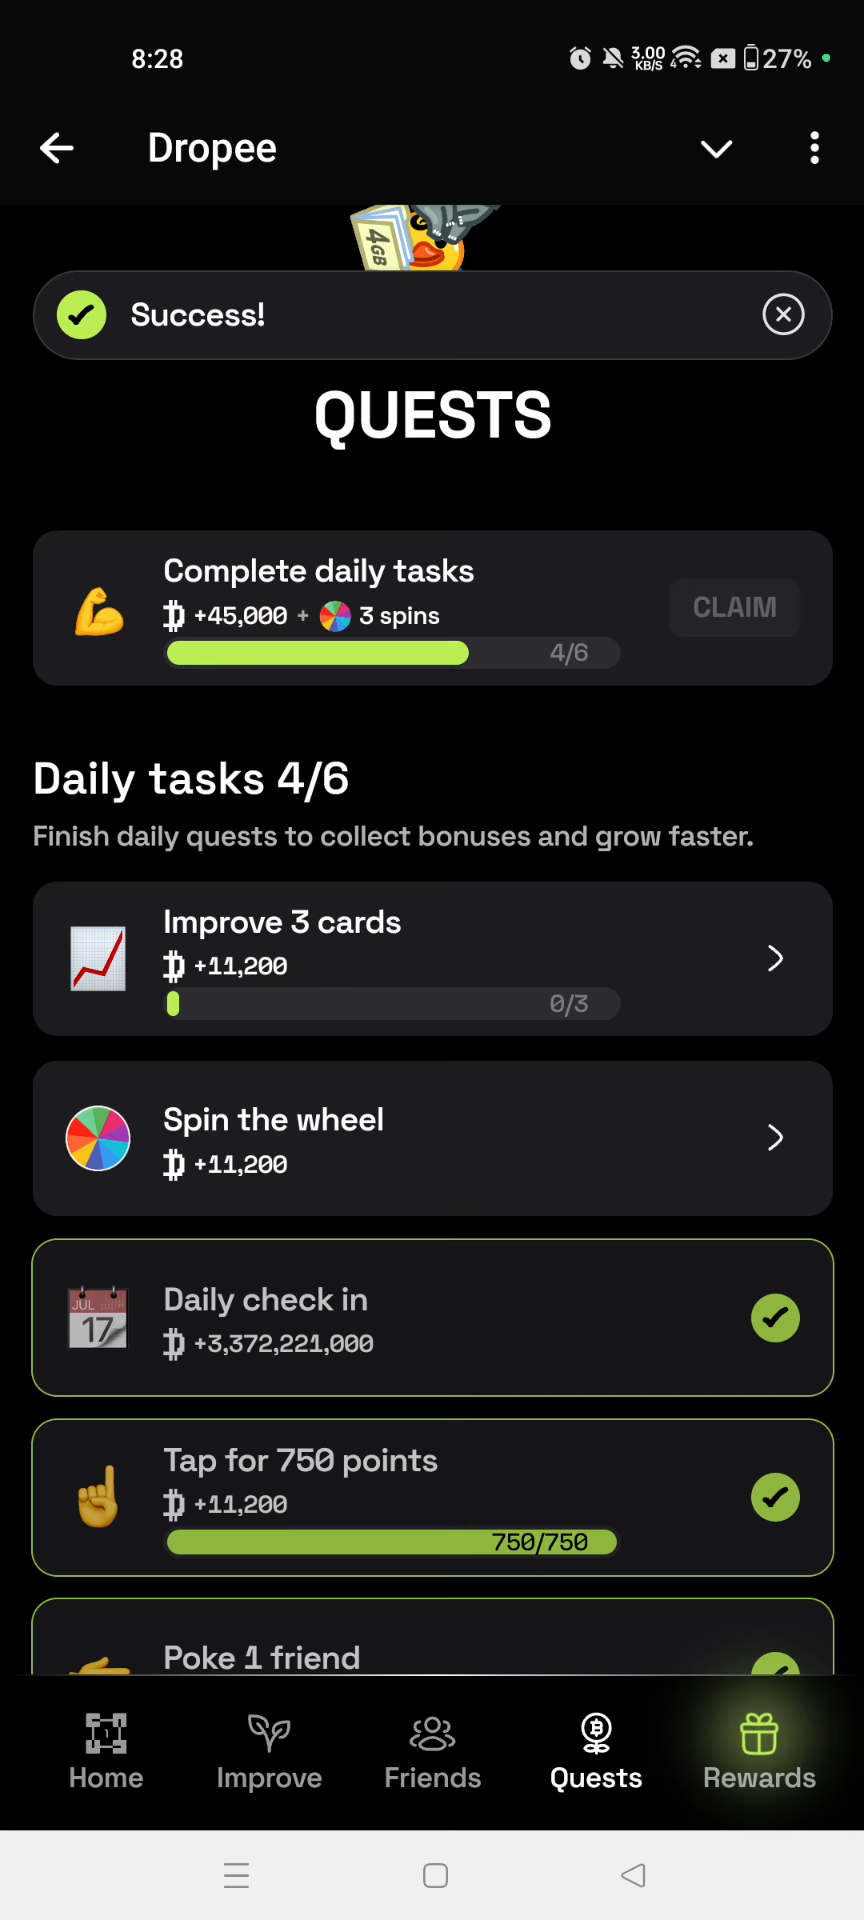 8:28
3.00
KB/S
4
27%
Dropee
4GB
Success!
QUESTS
Complete daily tasks
+45,000 + 3 spins
CLAIM
4/6
Daily tasks 4/6
Finish daily quests to collect bonuses and grow faster.
Improve 3 cards
+11,200
0/3
Spin the wheel
+11,200
JUL
17
Daily check in
+3,372,221,000
Tap for 750 points
+11,200
750/750
Poke 1 friend
1
Home
Improve
Friends
Quests
Rewards